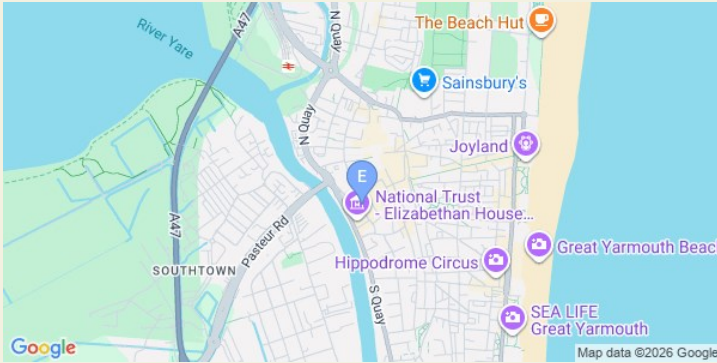 The Beach Hut
River Yare
A47
N Quay
Sainsbury's
N Quay
Joyland
E
National Trust
- Elizabethan House...
A47
Pasteur Rd
Great Yarmouth Beach
SOUTHTOWN
Hippodrome Circus
S Quay
SEA LIFE
Great Yarmouth
Google
Map data ©2026 Google